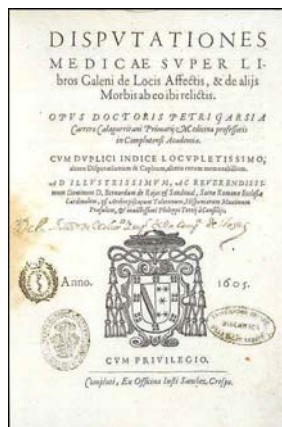 DISPVTATIONES
MEDICAE SVPER LI-
bros Galeni de Locis Affectis, & de alijs
Morbis ab eo ibi relictis.
OPVS DOCTORIS PETRI GARSIA
Carrero Calagurritani Primarij Medicinæ professoris
in Complutensi Academia.
CVM DVPLICI INDICE LOCVPLETISSIMO,
altero Disputationum & Capitum, altero rerum memorabilium.
AD ILLVSTRISSIMVM, AC REVERENDISSI-
mum Dominum D. Bernardum de Rojas & Sandoual, Sanctæ Romanæ Ecclesiæ
Cardinalem, & Archiepiscopum Toletanum, Hispaniarum Maximum
Præsulem, & inuictissimi Philippi Tertij à Consilijs.
Anno. 1605.
CVM PRIVILEGIO.
Compluti, Ex Officina Iusti Sanchez Crespo.